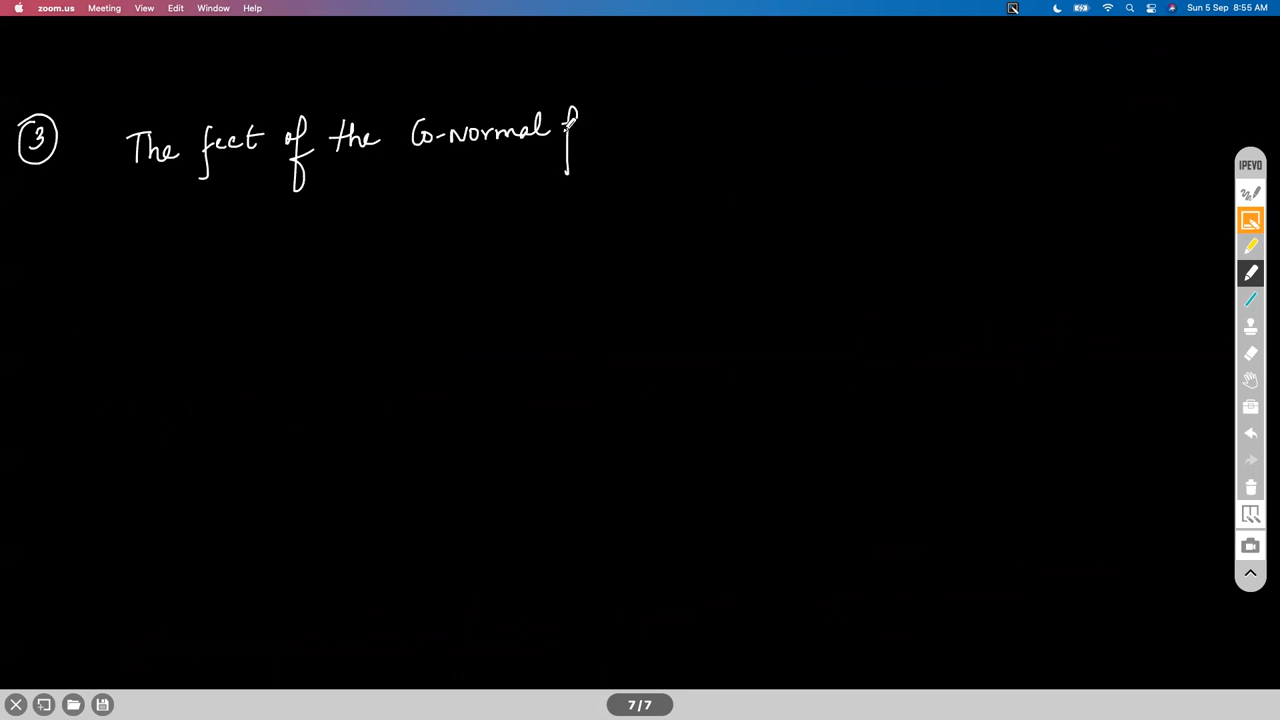 zoom.us Meeting View Edit Window Help Sun 5 Sep 8:55 AM
3 The feet of the Co-normal p
IPEVO
7/7